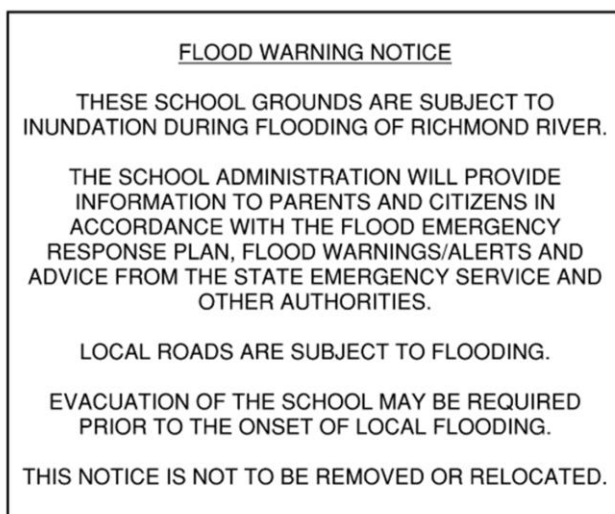 FLOOD WARNING NOTICE
THESE SCHOOL GROUNDS ARE SUBJECT TO
INUNDATION DURING FLOODING OF RICHMOND RIVER.
THE SCHOOL ADMINISTRATION WILL PROVIDE
INFORMATION TO PARENTS AND CITIZENS IN
ACCORDANCE WITH THE FLOOD EMERGENCY
RESPONSE PLAN, FLOOD WARNINGS/ALERTS AND
ADVICE FROM THE STATE EMERGENCY SERVICE AND
OTHER AUTHORITIES.
LOCAL ROADS ARE SUBJECT TO FLOODING.
EVACUATION OF THE SCHOOL MAY BE REQUIRED
PRIOR TO THE ONSET OF LOCAL FLOODING.
THIS NOTICE IS NOT TO BE REMOVED OR RELOCATED.